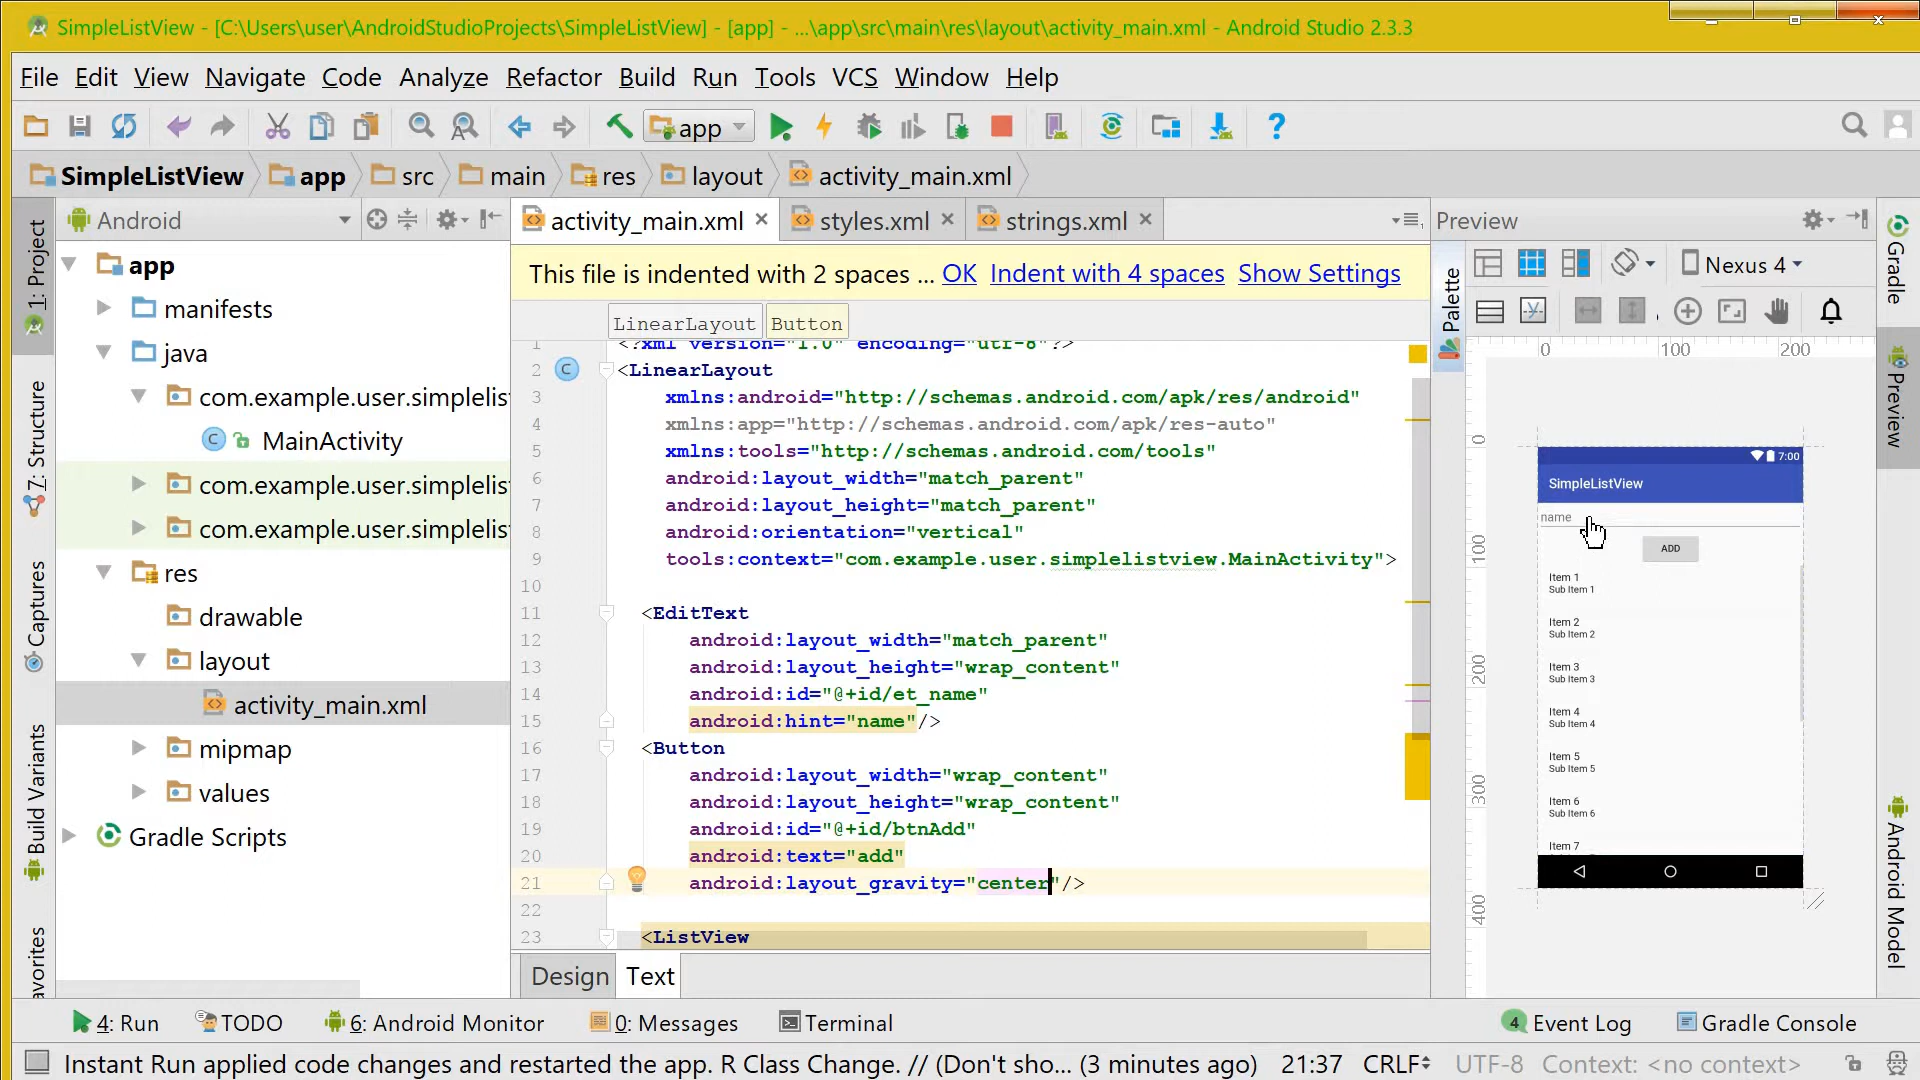 SimpleListView - [C:\Users\user\AndroidStudioProjects\SimpleListView] - [app] - ...\app\src\main\res\layout\activity_main.xml - Android Studio 2.3.3
File Edit View Navigate Code Analyze Refactor Build Run Tools VCS Window Help
app
SimpleListView app src main res layout activity_main.xml
Android
activity_main.xml styles.xml strings.xml
Preview
This file is indented with 2 spaces ... OK Indent with 4 spaces Show Settings
LinearLayout Button
1: Project
7: Structure
Captures
Build Variants
avorites
app
manifests
java
com.example.user.simplelis
MainActivity
com.example.user.simplelis
com.example.user.simplelis
res
drawable
layout
activity_main.xml
mipmap
values
Gradle Scripts
1 <?xml version="1.0" encoding="utf-8"?>
2 <LinearLayout
3 xmlns:android="http://schemas.android.com/apk/res/android"
4 xmlns:app="http://schemas.android.com/apk/res-auto"
5 xmlns:tools="http://schemas.android.com/tools"
6 android:layout_width="match_parent"
7 android:layout_height="match_parent"
8 android:orientation="vertical"
9 tools:context="com.example.user.simplelistview.MainActivity">
10
11 <EditText
12 android:layout_width="match_parent"
13 android:layout_height="wrap_content"
14 android:id="@+id/et_name"
15 android:hint="name"/>
16 <Button
17 android:layout_width="wrap_content"
18 android:layout_height="wrap_content"
19 android:id="@+id/btnAdd"
20 android:text="add"
21 android:layout_gravity="center"/>
22
23 <ListView
Design Text
Palette
Nexus 4
0 100 200
0
100
200
300
400
7:00
SimpleListView
name
ADD
Item 1
Sub Item 1
Item 2
Sub Item 2
Item 3
Sub Item 3
Item 4
Sub Item 4
Item 5
Sub Item 5
Item 6
Sub Item 6
Item 7
Gradle
Preview
Android Model
4: Run TODO 6: Android Monitor 0: Messages Terminal 4 Event Log Gradle Console
Instant Run applied code changes and restarted the app. R Class Change. // (Don't sho... (3 minutes ago) 21:37 CRLF UTF-8 Context: <no context>